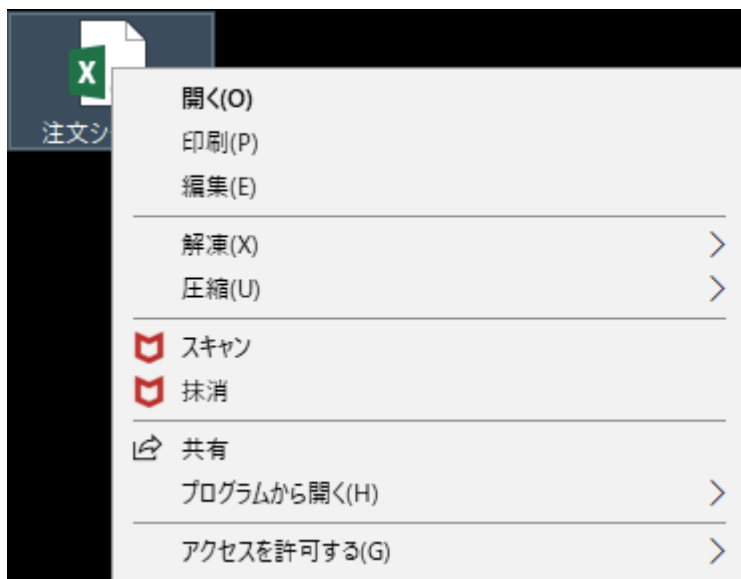 注文シ
開く(O)
印刷(P)
編集(E)
解凍(X)
圧縮(U)
スキャン
抹消
共有
プログラムから開く(H)
アクセスを許可する(G)